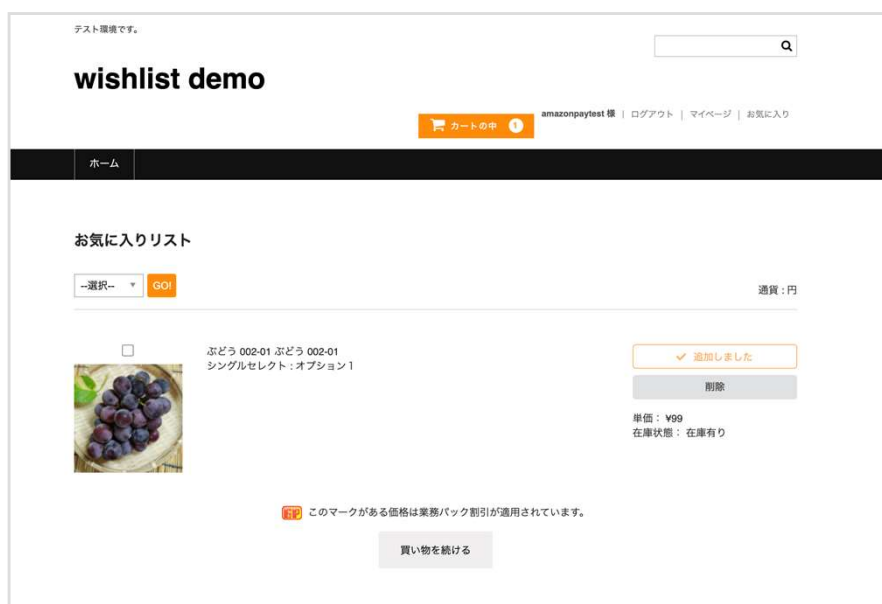 テスト環境です。
wishlist demo
カートの中 1
amazonpaytest 様 | ログアウト | マイページ | お気に入り
ホーム
お気に入りリスト
--選択-- ▼ GO!
通貨 : 円
ぶどう 002-01 ぶどう 002-01
シングルセレクト : オプション1
✓ 追加しました
削除
単価： ¥99
在庫状態： 在庫有り
このマークがある価格は業務パック割引が適用されています。
買い物を続ける